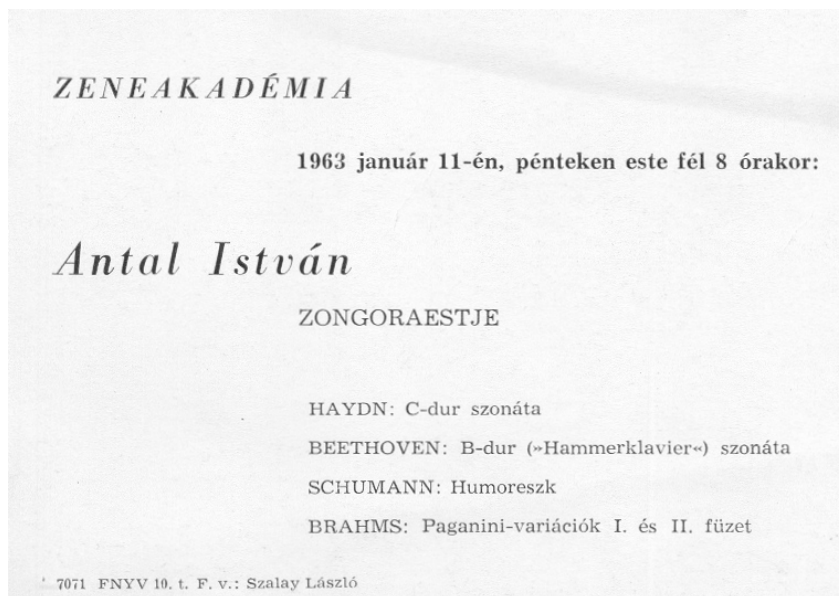 ZENEAKADÉMIA
1963 január 11-én, pénteken este fél 8 órakor:
Antal István
ZONGORAESTJE
HAYDN: C-dur szonáta
BEETHOVEN: B-dur (»Hammerklavier«) szonáta
SCHUMANN: Humoreszk
BRAHMS: Paganini-variációk I. és II. füzet
7071 FNYV 10. t. F. v.: Szalay László